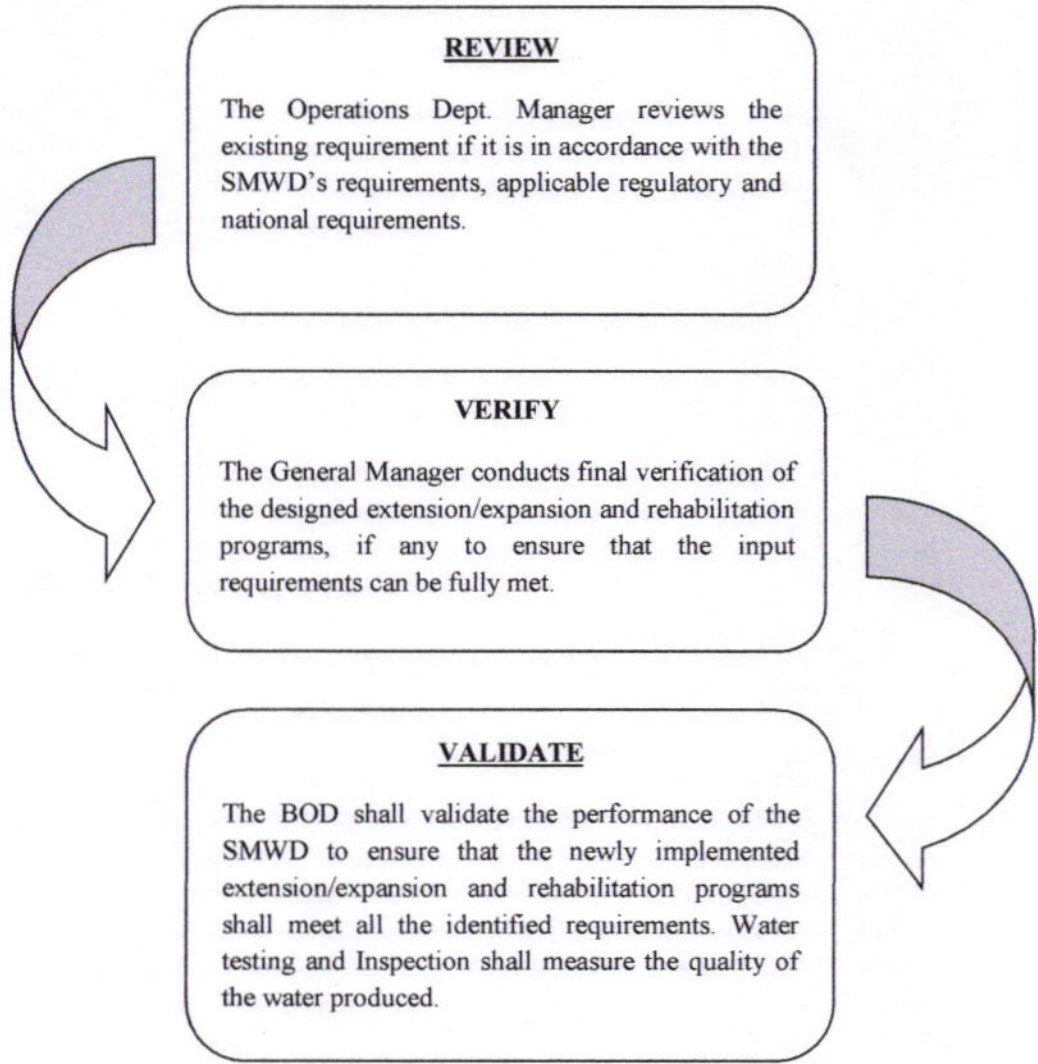 REVIEW
The Operations Dept. Manager reviews the
existing requirement if it is in accordance with the
SMWD's requirements, applicable regulatory and
national requirements.
VERIFY
The General Manager conducts final verification of
the designed extension/expansion and rehabilitation
programs, if any to ensure that the input
requirements can be fully met.
VALIDATE
The BOD shall validate the performance of the
SMWD to ensure that the newly implemented
extension/expansion and rehabilitation programs
shall meet all the identified requirements. Water
testing and Inspection shall measure the quality of
the water produced.